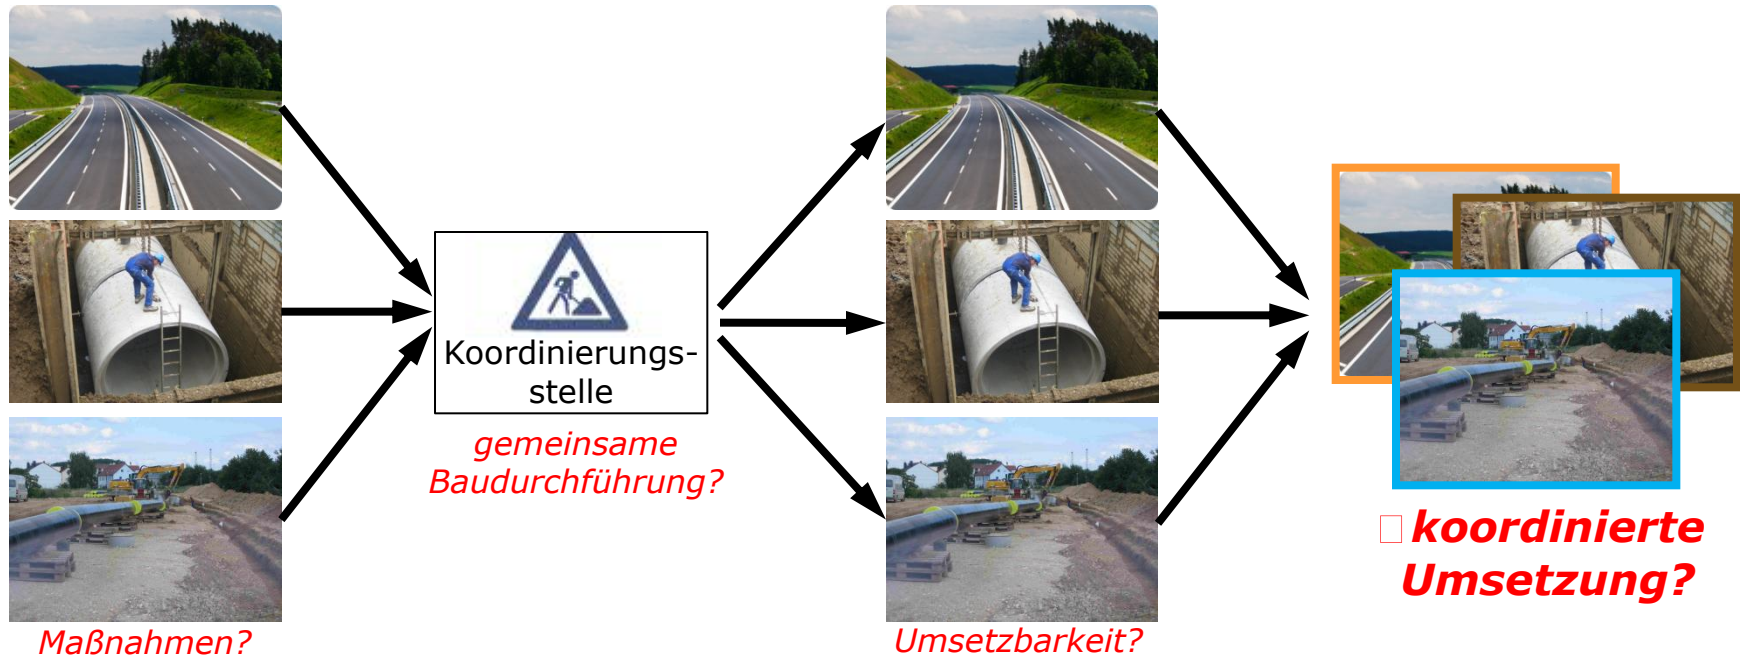 Koordinierungs-
stelle
gemeinsame
Baudurchführung?
Maßnahmen?
Umsetzbarkeit?
koordinierte
Umsetzung?